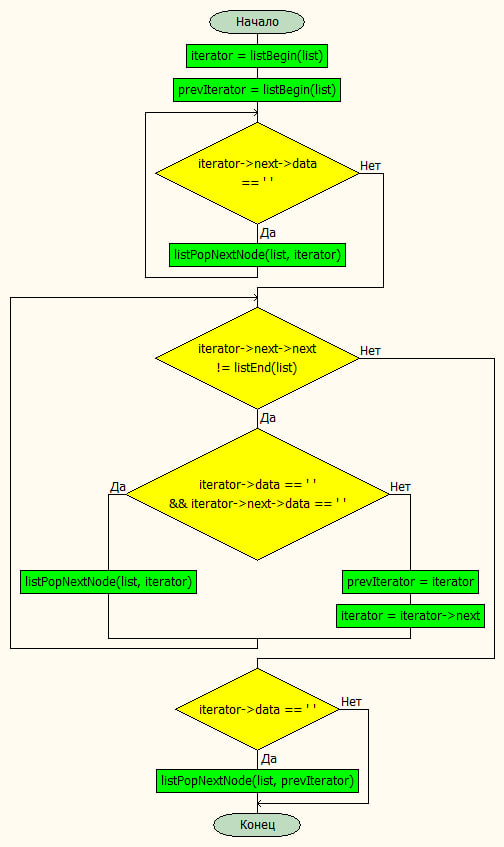 Начало
iterator = listBegin(list)
prevIterator = listBegin(list)
iterator->next->data
== ' '
Нет
Да
listPopNextNode(list, iterator)
iterator->next->next
!= listEnd(list)
Нет
Да
iterator->data == ' '
&& iterator->next->data == ' '
Да
Нет
listPopNextNode(list, iterator)
prevIterator = iterator
iterator = iterator->next
iterator->data == ' '
Нет
Да
listPopNextNode(list, prevIterator)
Конец